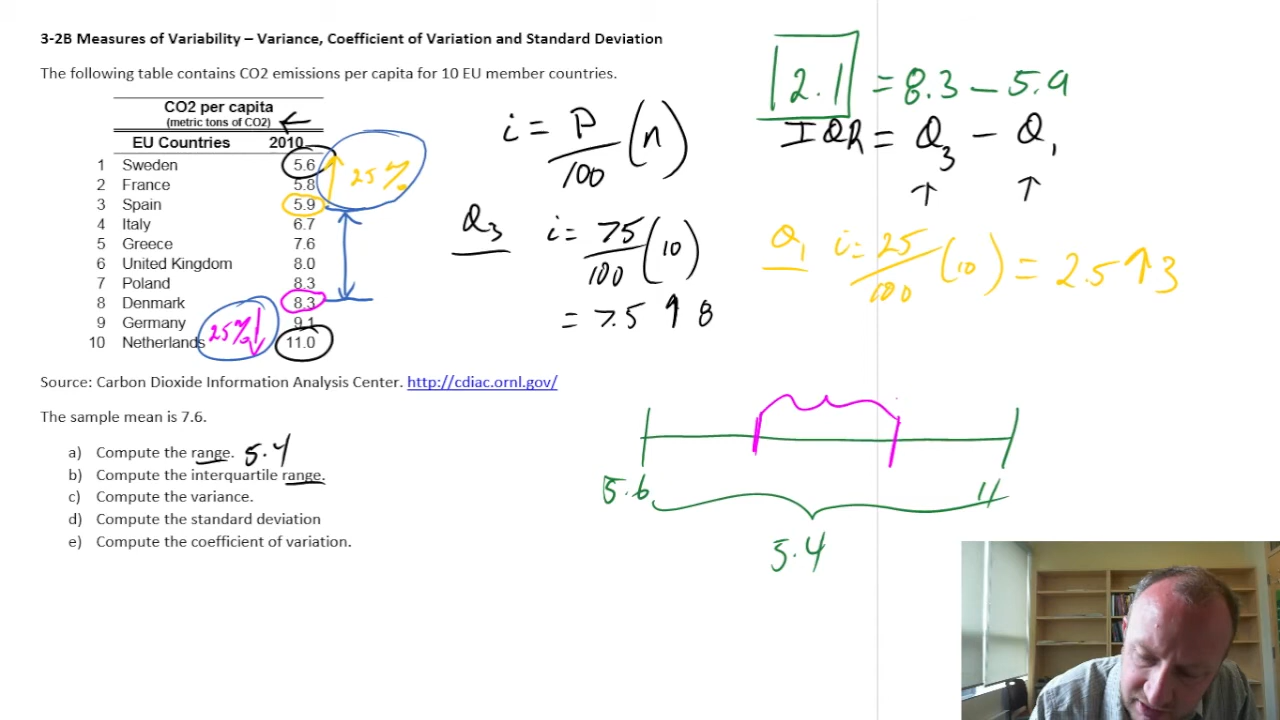 3-2B Measures of Variability – Variance, Coefficient of Variation and Standard Deviation
The following table contains CO2 emissions per capita for 10 EU member countries.
CO2 per capita
(metric tons of CO2) ←
EU Countries 2010
1 Sweden 5.6
2 France 5.8
3 Spain 5.9
4 Italy 6.7
5 Greece 7.6
6 United Kingdom 8.0
7 Poland 8.3
8 Denmark 8.3
9 Germany 9.1
10 Netherlands 11.0
25% ↑
25% ↓
Source: Carbon Dioxide Information Analysis Center. http://cdiac.ornl.gov/
The sample mean is 7.6.
a) Compute the range. 5.4
b) Compute the interquartile range.
c) Compute the variance.
d) Compute the standard deviation
e) Compute the coefficient of variation.
i = P/100 (n)
Q3 i = 75/100 (10)
= 7.5 ↑ 8
2.1 = 8.3 - 5.9
IQR = Q3 - Q1
↑ ↑
Q1 i = 25/100 (10) = 2.5 ↑ 3
5.6 11
5.4